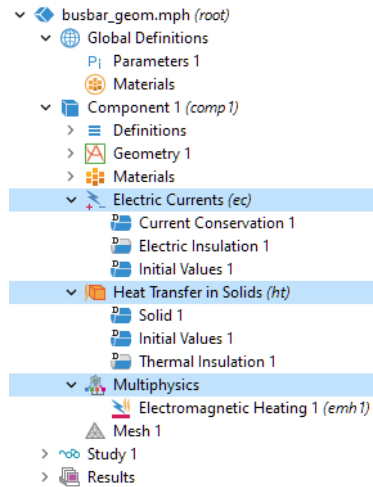 busbar_geom.mph (root)
Global Definitions
Pi Parameters 1
Materials
Component 1 (comp1)
Definitions
Geometry 1
Materials
Electric Currents (ec)
D Current Conservation 1
D Electric Insulation 1
D Initial Values 1
Heat Transfer in Solids (ht)
D Solid 1
D Initial Values 1
D Thermal Insulation 1
Multiphysics
Electromagnetic Heating 1 (emh1)
Mesh 1
Study 1
Results